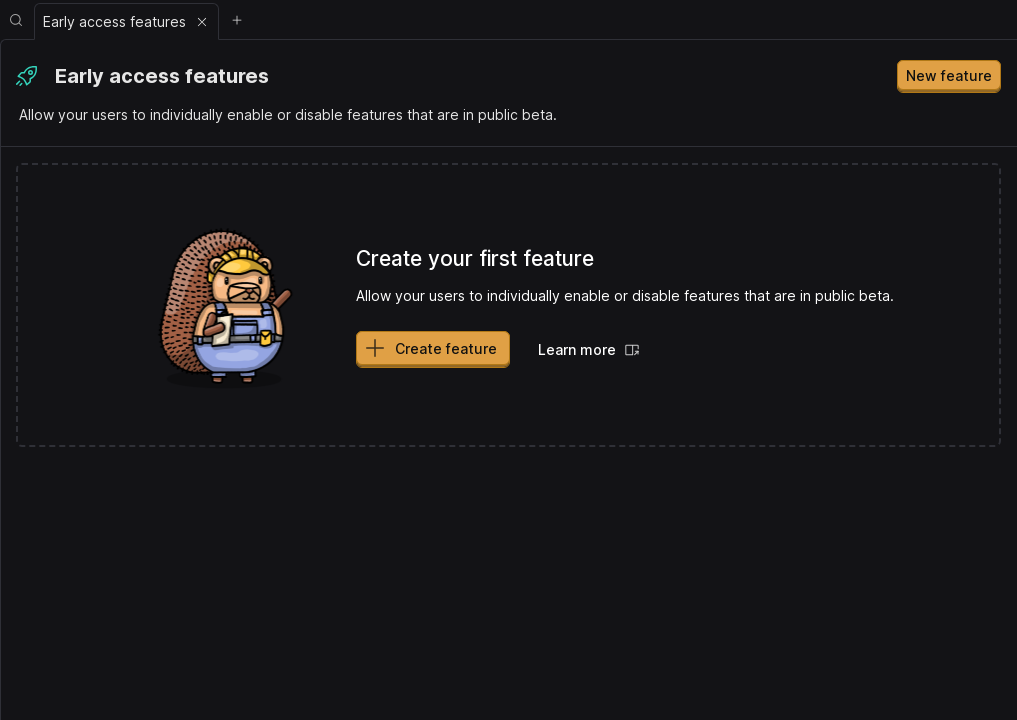 Early access features
Early access features
New feature
Allow your users to individually enable or disable features that are in public beta.
Create your first feature
Allow your users to individually enable or disable features that are in public beta.
Create feature
Learn more